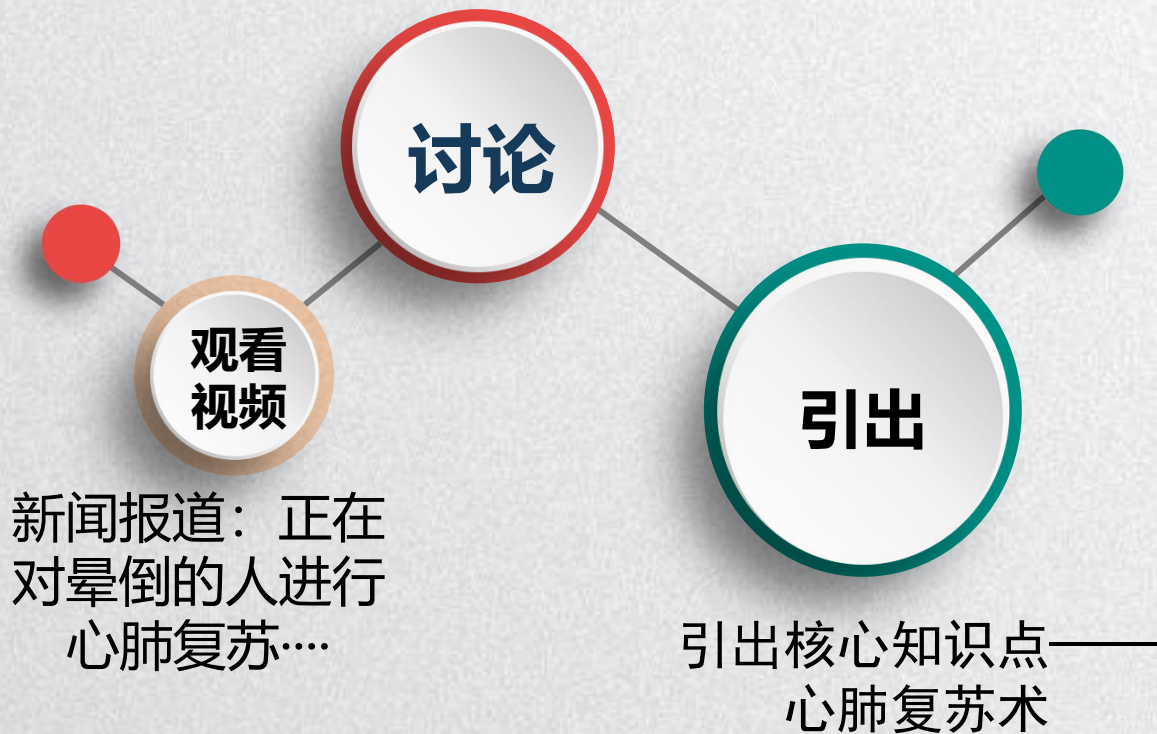 讨论
观看
视频
引出
新闻报道：正在
对晕倒的人进行
心肺复苏····
引出核心知识点——
心肺复苏术